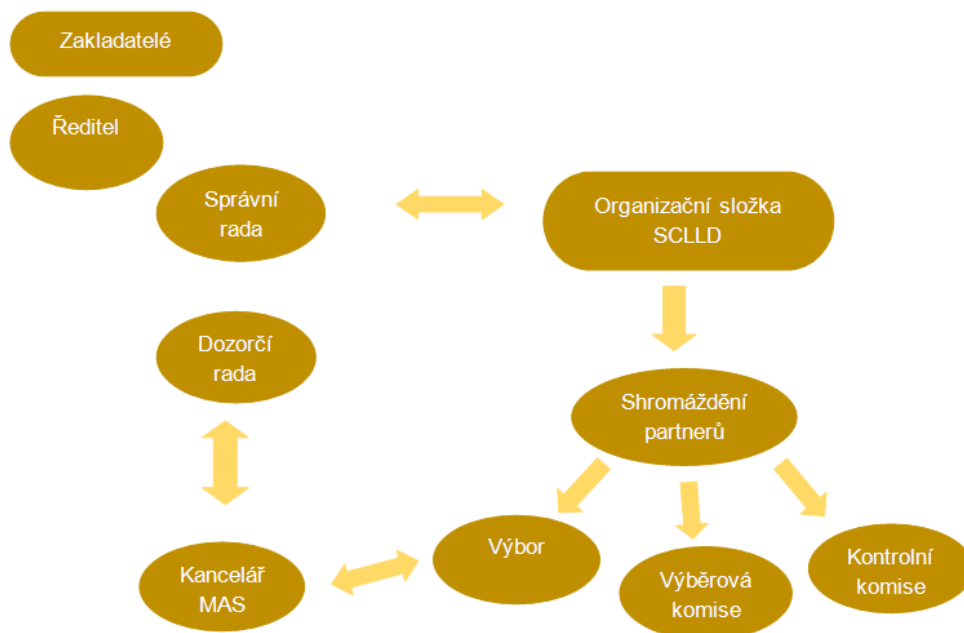 Zakladatelé
Ředitel
Správní
rada
Organizační složka
SCLLD
Dozorčí
rada
Shromáždění
partnerů
Výbor
Kancelář
MAS
Výběrová
komise
Kontrolní
komise